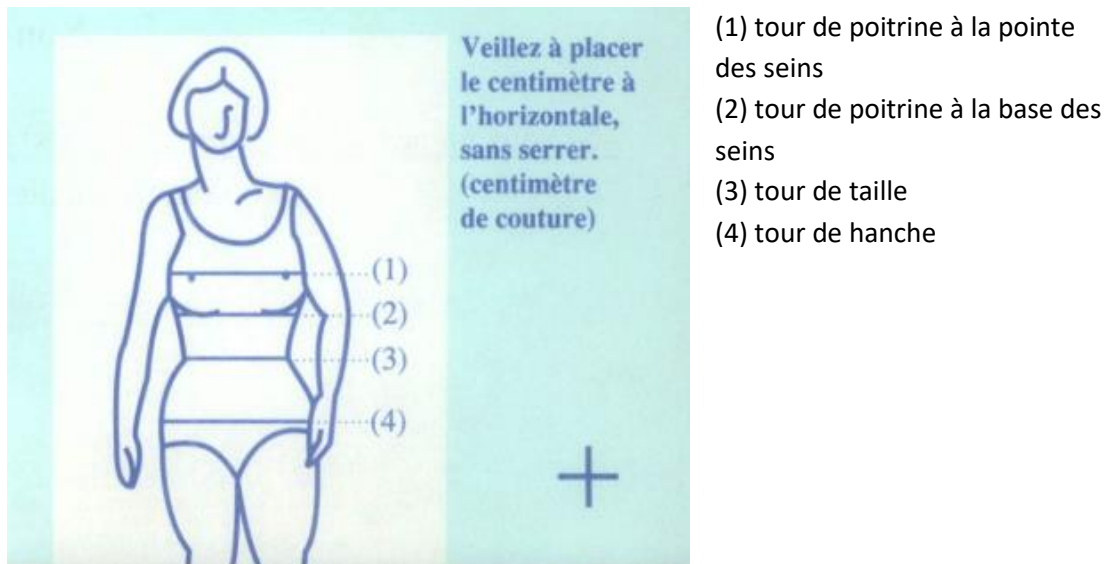 Veillez à placer
le centimètre à
l'horizontale,
sans serrer.
(centimètre
de couture)
(1)
(2)
(3)
(4)
(1) tour de poitrine à la pointe
des seins
(2) tour de poitrine à la base des
seins
(3) tour de taille
(4) tour de hanche